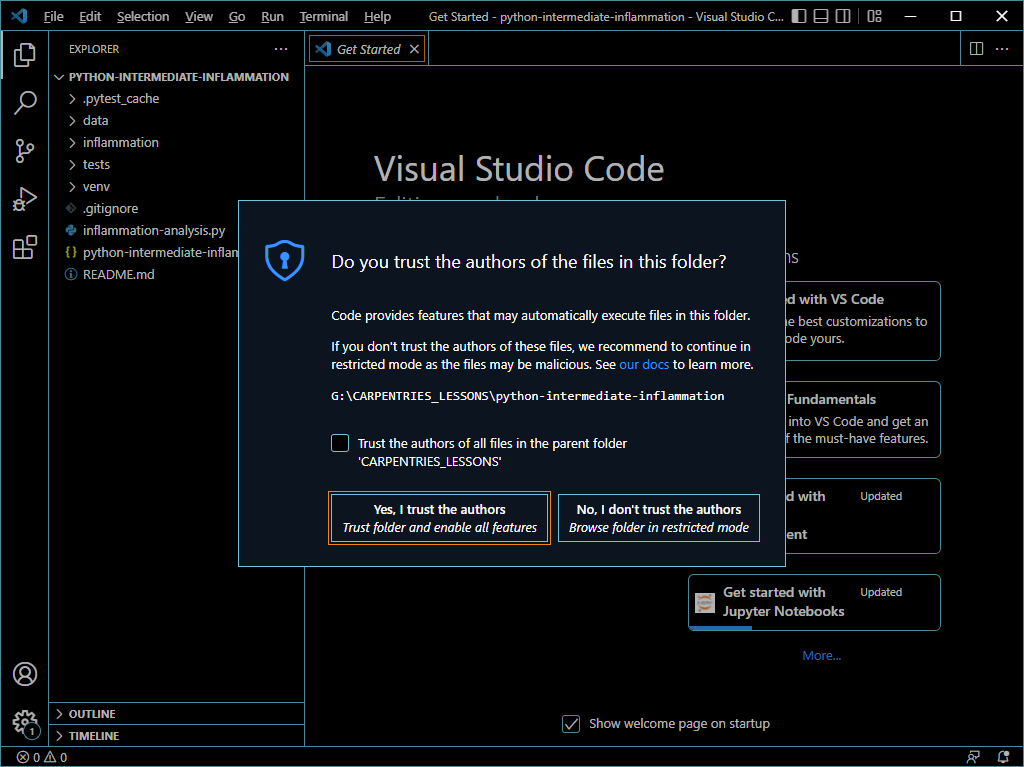 File Edit Selection View Go Run Terminal Help Get Started - python-intermediate-inflammation - Visual Studio C...
EXPLORER
Get Started
PYTHON-INTERMEDIATE-INFLAMMATION
.pytest_cache
data
inflammation
tests
venv
.gitignore
inflammation-analysis.py
python-intermediate-inflam
README.md
OUTLINE
TIMELINE
1
0 0
Visual Studio Code
Do you trust the authors of the files in this folder?
Code provides features that may automatically execute files in this folder.
If you don't trust the authors of these files, we recommend to continue in
restricted mode as the files may be malicious. See our docs to learn more.
G:\CARPENTRIES_LESSONS\python-intermediate-inflammation
Trust the authors of all files in the parent folder
'CARPENTRIES_LESSONS'
Yes, I trust the authors
Trust folder and enable all features
No, I don't trust the authors
Browse folder in restricted mode
ns
d with VS Code
e best customizations to
ode yours.
Fundamentals
into VS Code and get an
f the must-have features.
d with Updated
ent
Get started with Updated
Jupyter Notebooks
More...
Show welcome page on startup